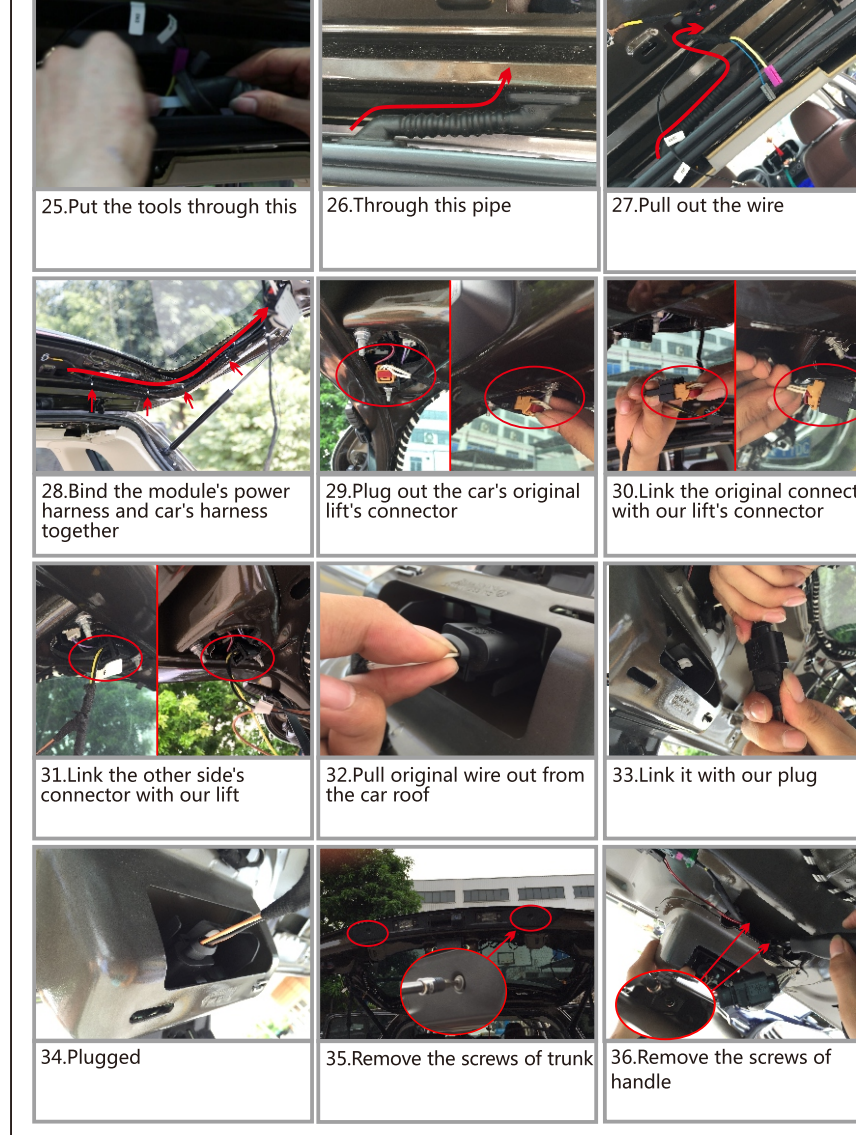 25.Put the tools through this
26.Through this pipe
27.Pull out the wire
28.Bind the module's power
harness and car's harness
together
29.Plug out the car's original
lift's connector
30.Link the original connect
with our lift's connector
31.Link the other side's
connector with our lift
32.Pull original wire out from
the car roof
33.Link it with our plug
34.Plugged
35.Remove the screws of trunk
36.Remove the screws of
handle